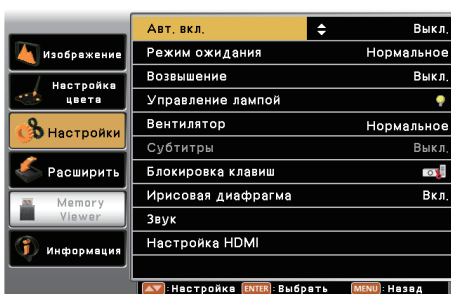 Изображение
Настройка
цвета
Настройки
Расширить
Memory
Viewer
Информация
Авт. вкл. Выкл.
Режим ожидания Нормальное
Возвышение Выкл.
Управление лампой
Вентилятор Нормальное
Субтитры Выкл.
Блокировка клавиш
Ирисовая диафрагма Вкл.
Звук
Настройка HDMI
:Настройка ENTER :Выбрать MENU :Назад